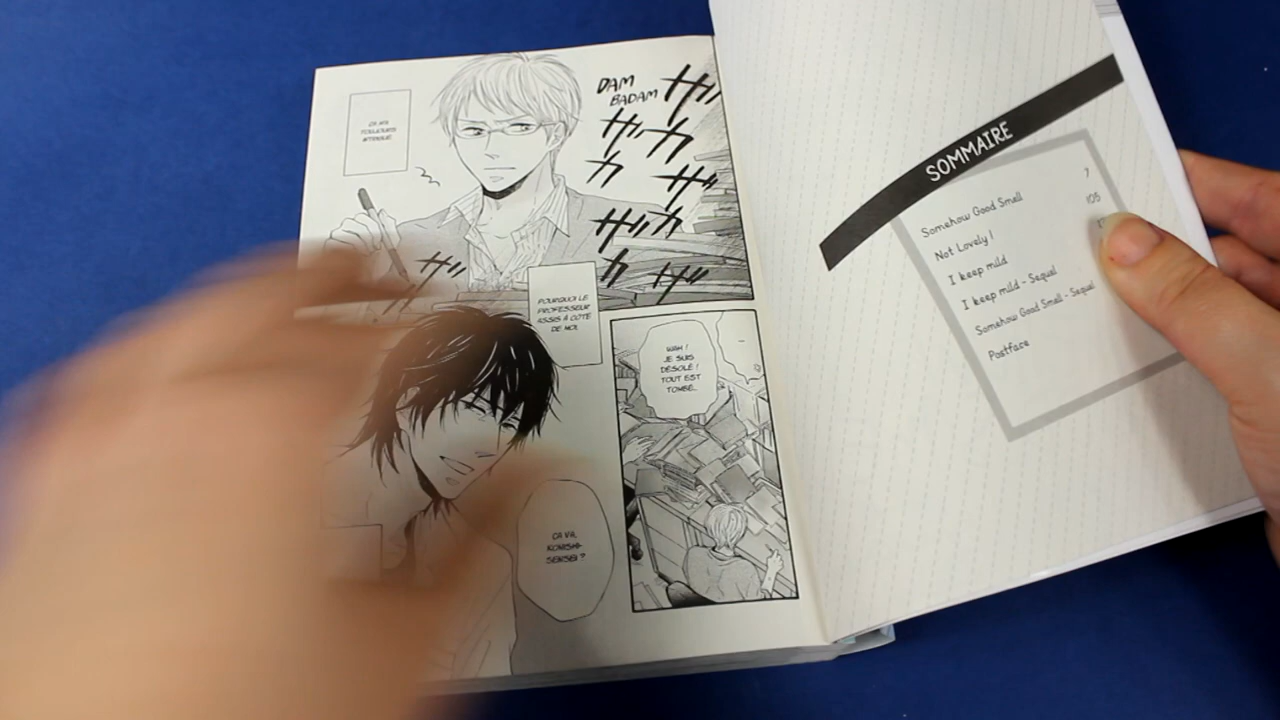 SOMMAIRE
Somehow Good Smell 7
Not Lovely! 105
I keep mild
I keep mild - Sequel
Somehow Good Smell - Sequel
Postface
DAM
BADAM
ÇA VA
TOUJOURS
POURQUOI LE
PROFESSEUR
ASSIS À CÔTÉ
DE MOI,
WAH !
JE SUIS
DÉSOLÉ !
TOUT EST
TOMBÉ...
ÇA VA,
KONISHI-
SENSEI ?